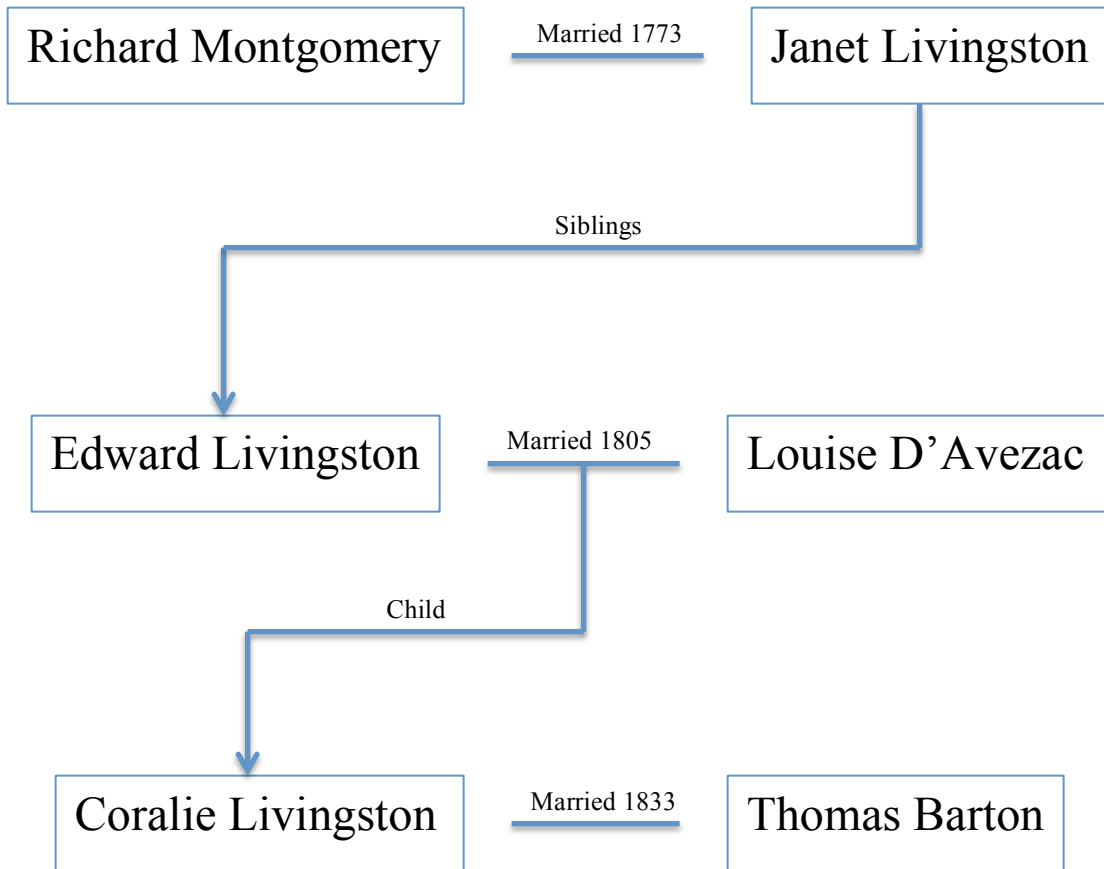 Richard Montgomery
Married 1773
Janet Livingston
Siblings
Edward Livingston
Married 1805
Louise D’Avezac
Child
Coralie Livingston
Married 1833
Thomas Barton